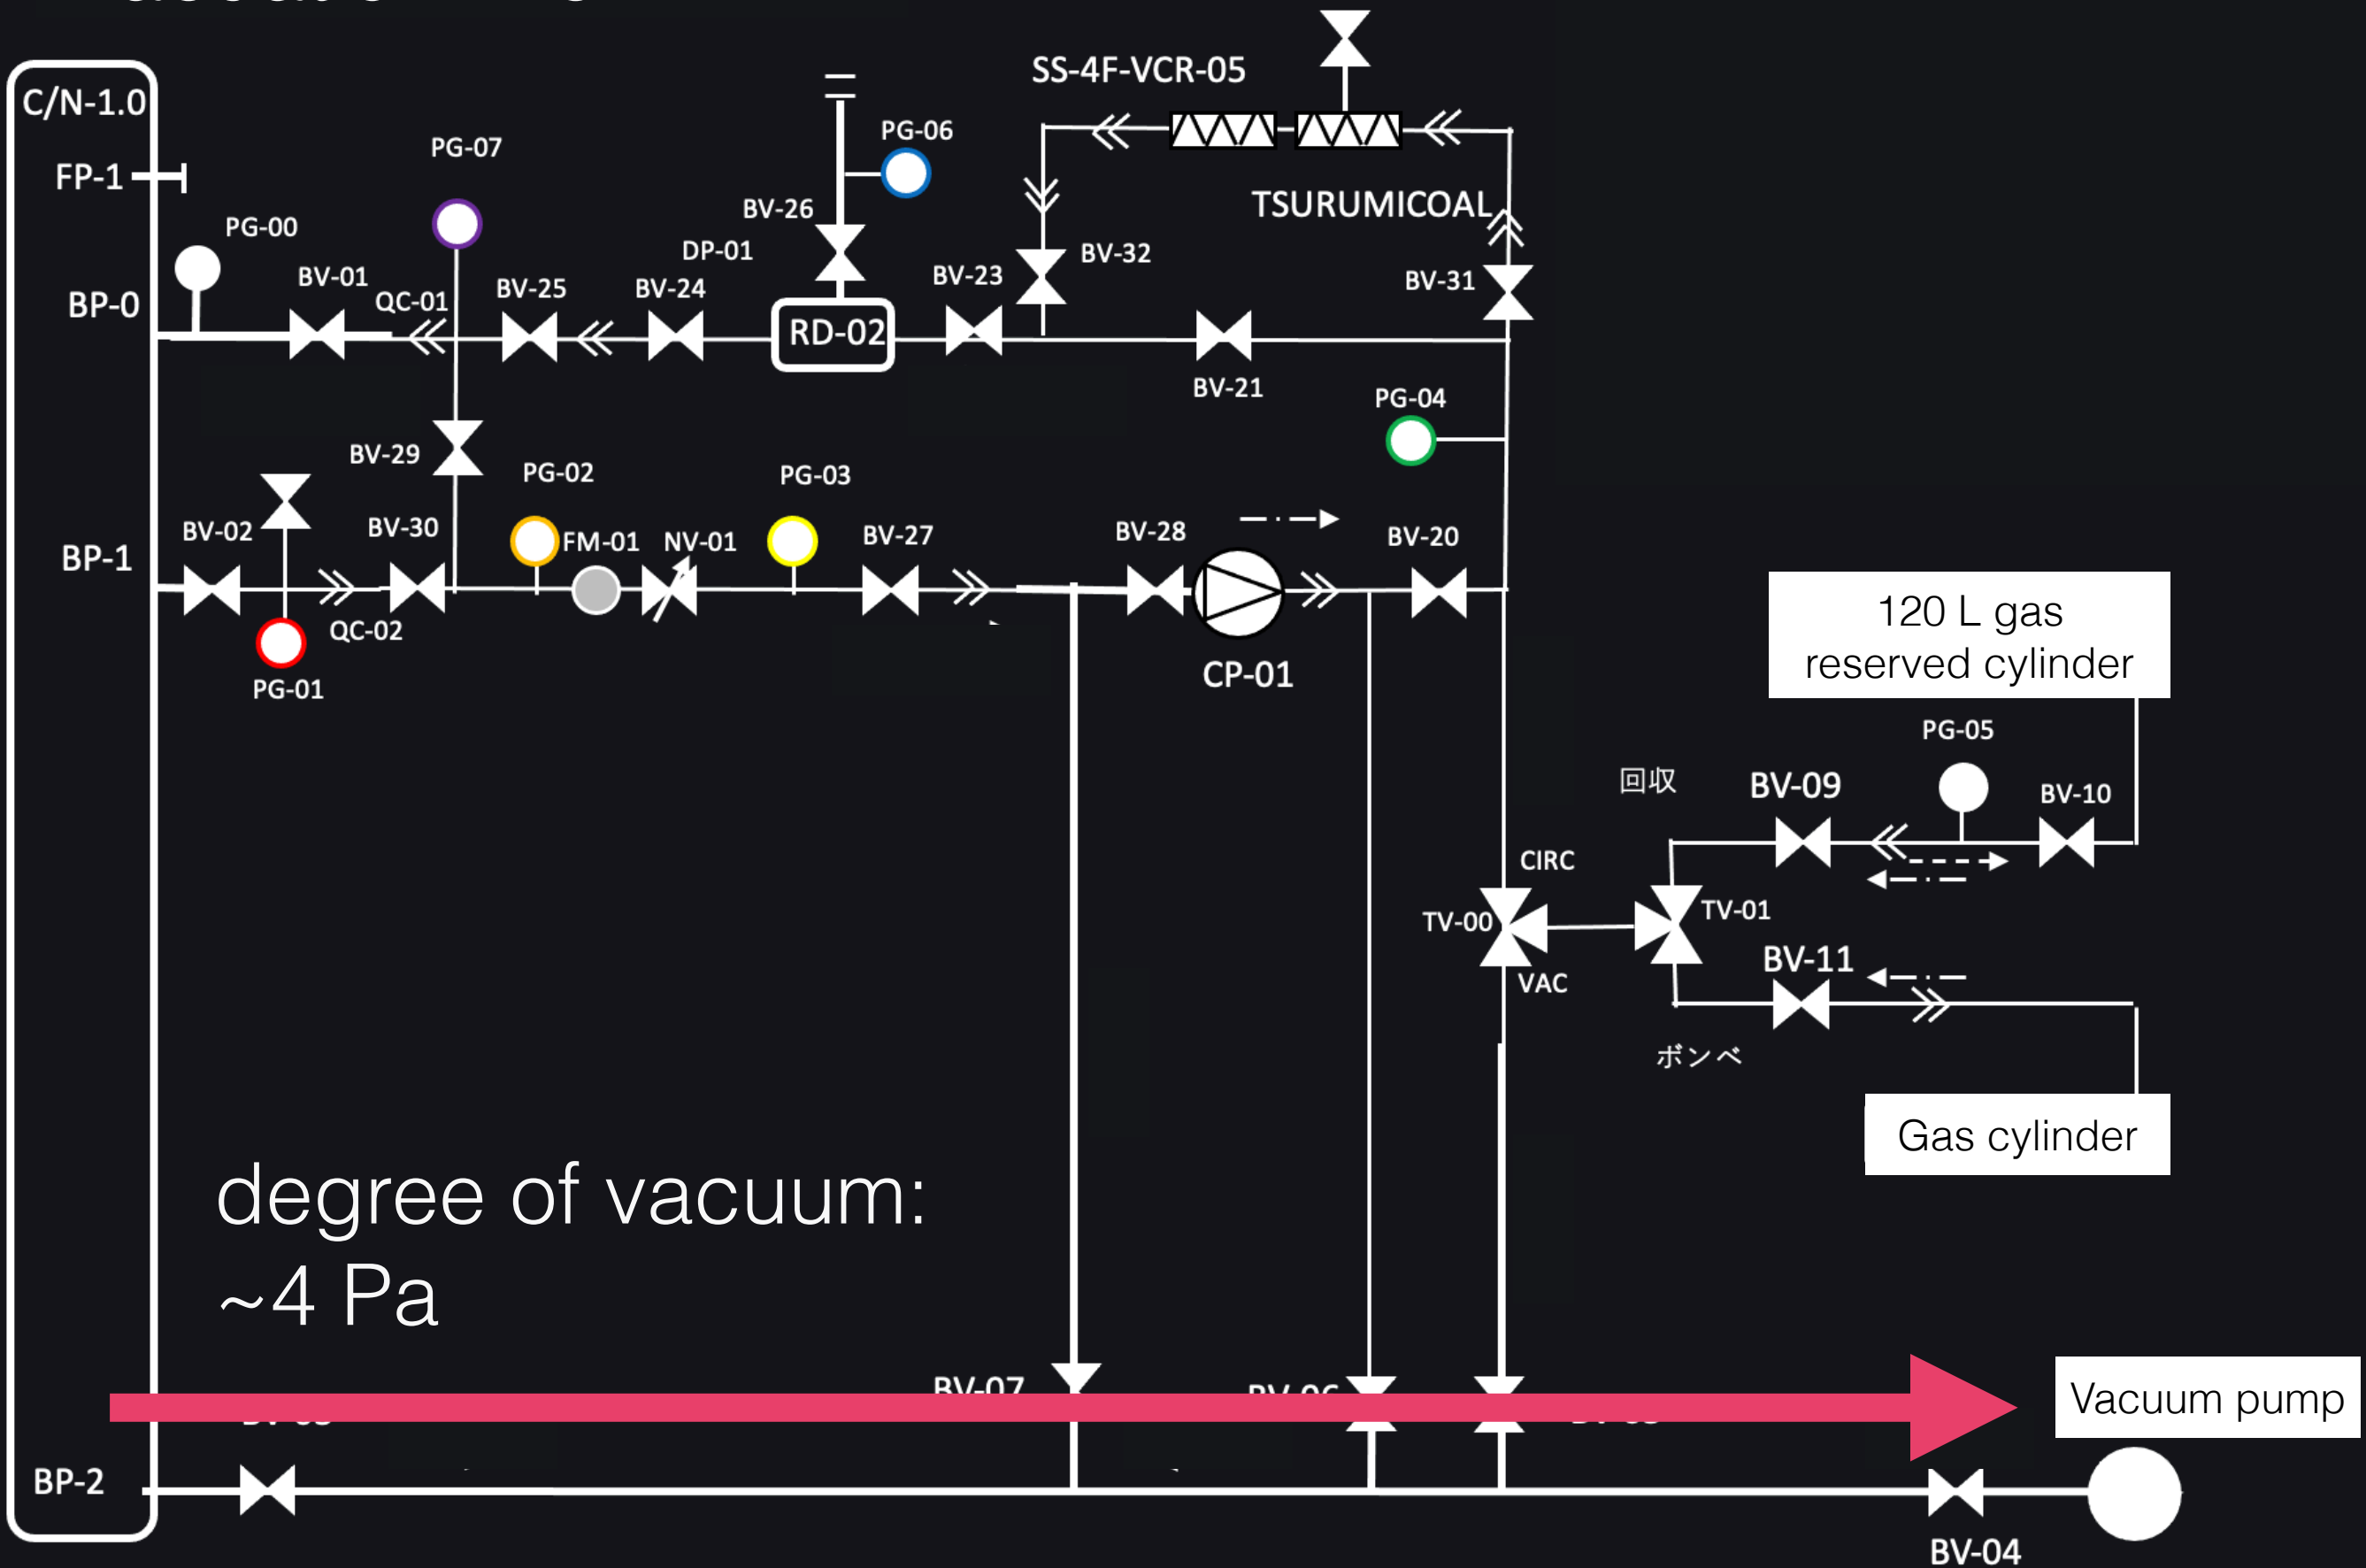 SS-4F-VCR-05
C/N-1.0
PG-07
PG-06
FP-1
BV-26
TSURUMICOAL
PG-00
DP-01
BV-32
BV-01
BV-23
BV-31
BP-0
QC-01
BV-25
BV-24
RD-02
BV-21
PG-04
BV-29
PG-02
PG-03
BV-02
BV-30
FM-01
NV-01
BV-27
BV-28
BV-20
BP-1
QC-02
CP-01
PG-01
120 L gas
reserved cylinder
PG-05
回収
BV-09
BV-10
CIRC
TV-00
TV-01
BV-11
VAC
ボンベ
Gas cylinder
degree of vacuum:
~4 Pa
BV-07
BV-06
Vacuum pump
BP-2
BV-04